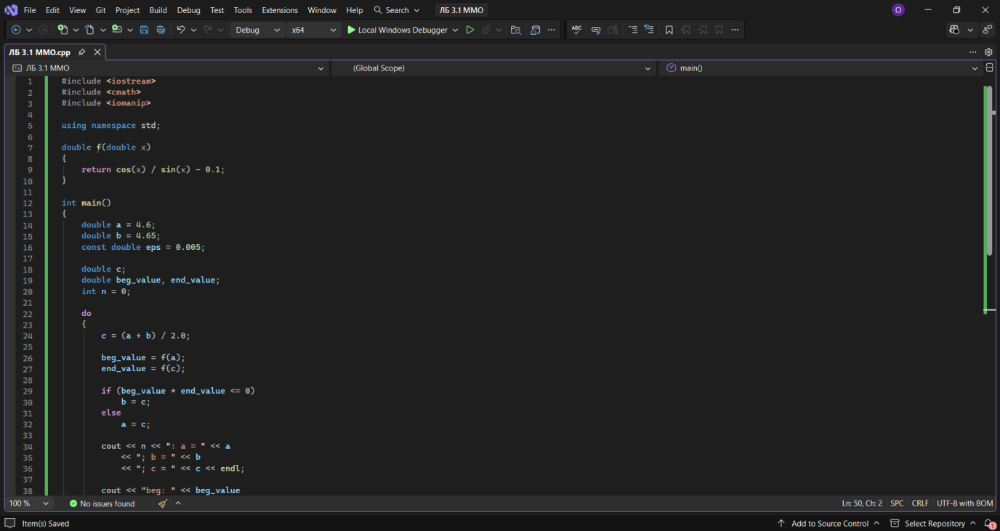 File Edit View Git Project Build Debug Test Tools Extensions Window Help Search ЛБ 3.1 ММО O
Debug x64 Local Windows Debugger ABC
ЛБ 3.1 ММО.cpp
ЛБ 3.1 ММО (Global Scope) main()
1 #include <iostream>
2 #include <cmath>
3 #include <iomanip>
4
5 using namespace std;
6
7 double f(double x)
8 {
9 return cos(x) / sin(x) - 0.1;
10 }
11
12 int main()
13 {
14 double a = 4.6;
15 double b = 4.65;
16 const double eps = 0.005;
17
18 double c;
19 double beg_value, end_value;
20 int n = 0;
21
22 do
23 {
24 c = (a + b) / 2.0;
25
26 beg_value = f(a);
27 end_value = f(c);
28
29 if (beg_value * end_value <= 0)
30 b = c;
31 else
32 a = c;
33
34 cout << n << ": a = " << a
35 << "; b = " << b
36 << "; c = " << c << endl;
37
38 cout << "beg: " << beg_value
100 % No issues found Ln: 50, Ch: 2 SPC CRLF UTF-8 with BOM
Item(s) Saved Add to Source Control Select Repository 1